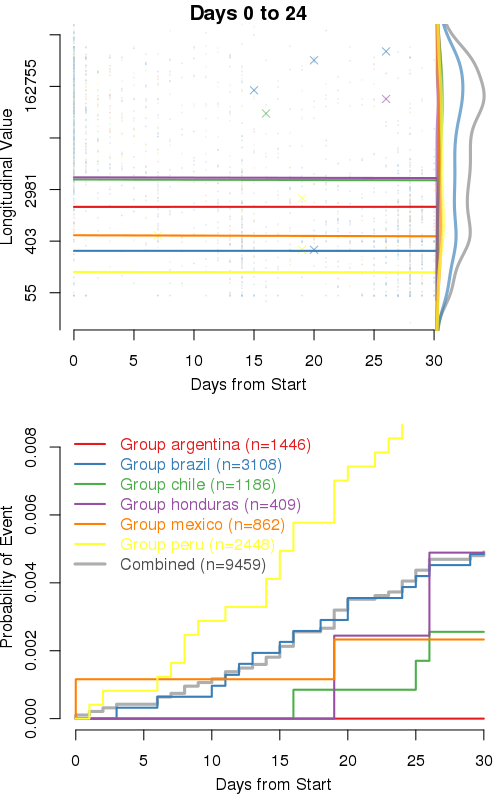 Days 0 to 24
Longitudinal Value
162755
2981
403
55
0 5 10 15 20 25 30
Days from Start
Probability of Event
0.008
0.006
0.004
0.002
0.000
Group argentina (n=1446)
Group brazil (n=3108)
Group chile (n=1186)
Group honduras (n=409)
Group mexico (n=862)
Group peru (n=2448)
Combined (n=9459)
0 5 10 15 20 25 30
Days from Start